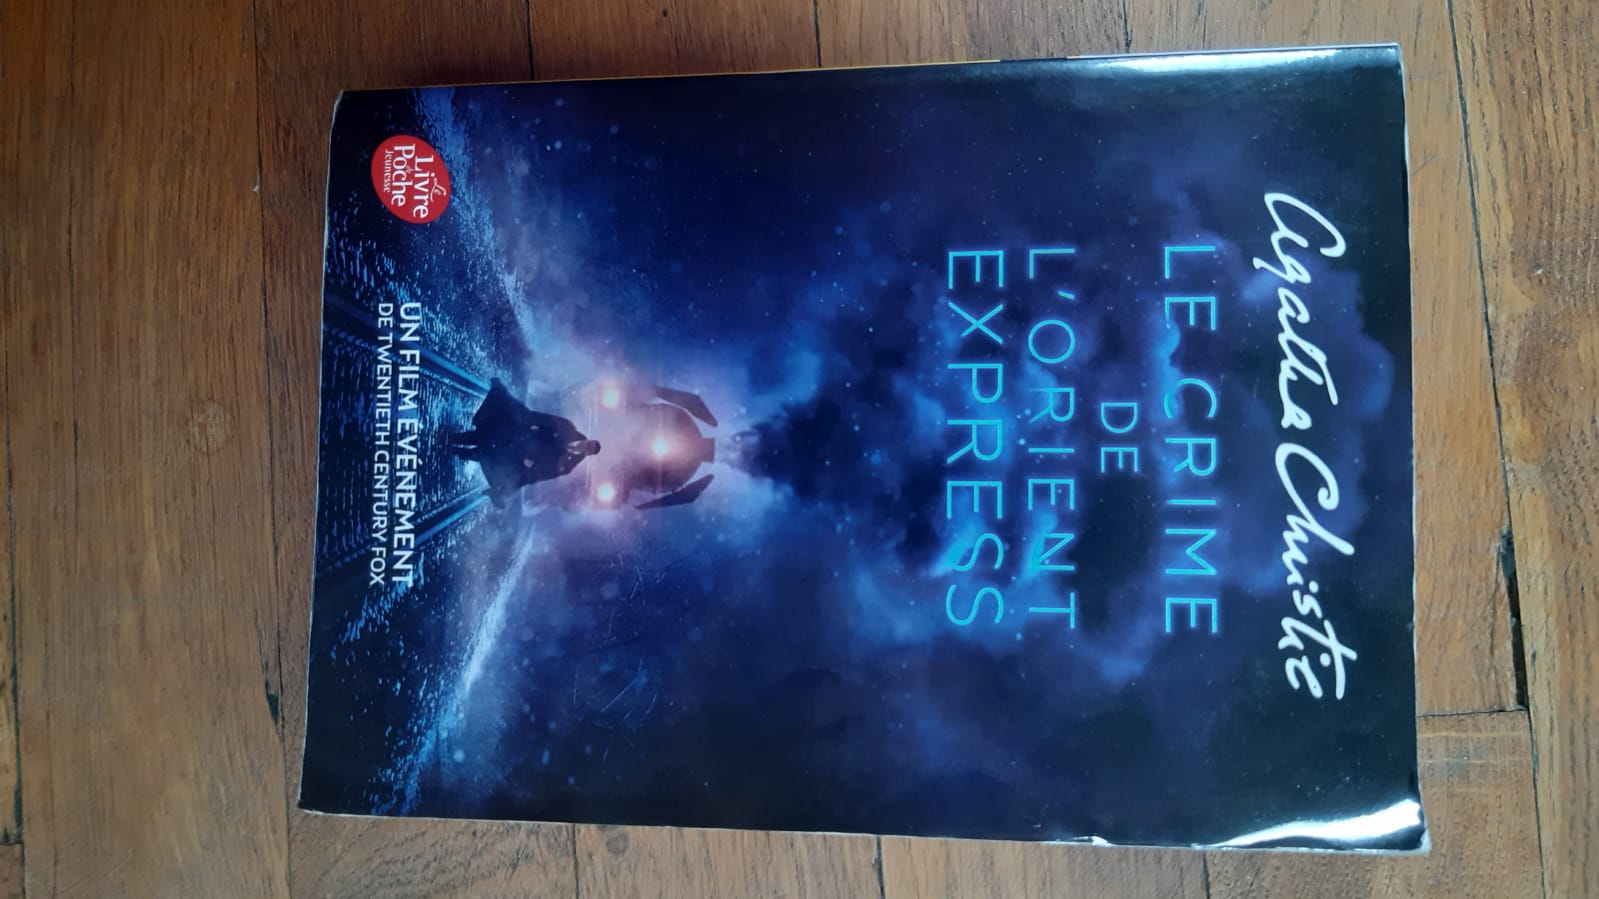 Agatha Christie
LE CRIME
DE
L'ORIENT
EXPRESS
Le
Livre
de
Poche
Jeunesse
UN FILM ÉVÉNEMENT
DE TWENTIETH CENTURY FOX